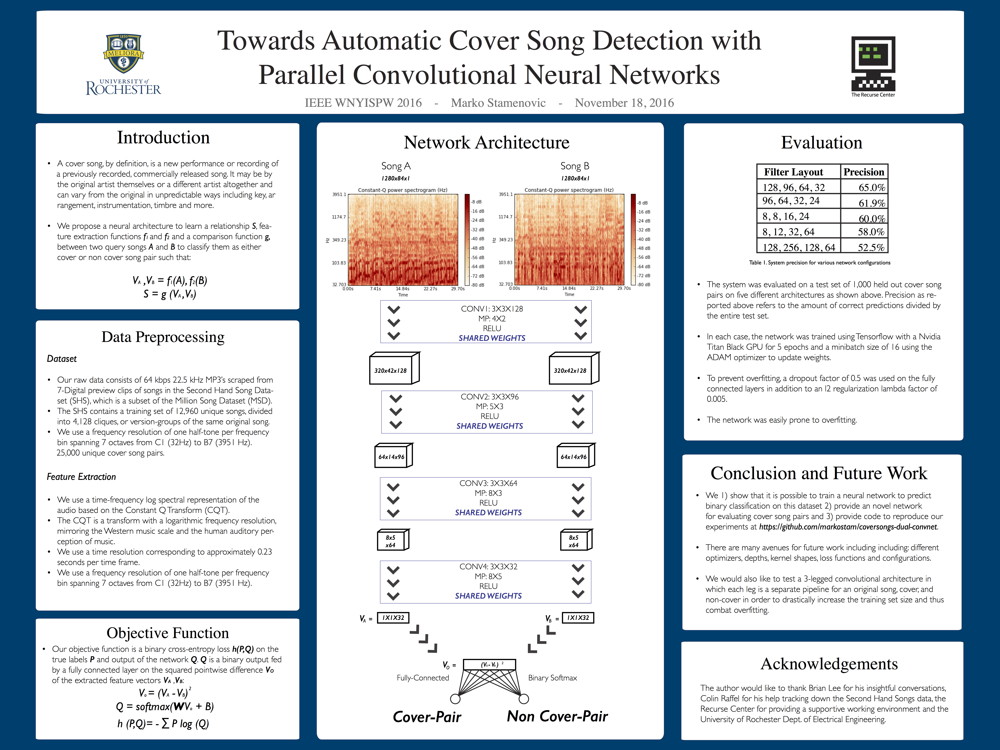 1850
MELIORA
UNIVERSITY of
ROCHESTER
Towards Automatic Cover Song Detection with
Parallel Convolutional Neural Networks
IEEE WNYISPW 2016 - Marko Stamenovic - November 18, 2016
The Recurse Center
Introduction
• A cover song, by definition, is a new performance or recording of
a previously recorded, commercially released song. It may be by
the original artist themselves or a different artist altogether and
can vary from the original in unpredictable ways including key, ar
rangement, instrumentation, timbre and more.
• We propose a neural architecture to learn a relationship S, fea-
ture extraction functions f1 and f2 and a comparison function g,
between two query songs A and B to classify them as either
cover or non cover song pair such that:
VA ,VB = f1(A), f2(B)
S = g (VA ,VB)
Data Preprocessing
Dataset
• Our raw data consists of 64 kbps 22.5 kHz MP3's scraped from
7-Digital preview clips of songs in the Second Hand Song Data-
set (SHS), which is a subset of the Million Song Dataset (MSD).
• The SHS contains a training set of 12,960 unique songs, divided
into 4,128 cliques, or version-groups of the same original song.
• We use a frequency resolution of one half-tone per frequency
bin spanning 7 octaves from C1 (32Hz) to B7 (3951 Hz).
25,000 unique cover song pairs.
Feature Extraction
• We use a time-frequency log spectral representation of the
audio based on the Constant Q Transform (CQT).
• The CQT is a transform with a logarithmic frequency resolution,
mirroring the Western music scale and the human auditory per-
ception of music.
• We use a time resolution corresponding to approximately 0.23
seconds per time frame.
• We use a frequency resolution of one half-tone per frequency
bin spanning 7 octaves from C1 (32Hz) to B7 (3951 Hz).
Objective Function
• Our objective function is a binary cross-entropy loss h(P,Q) on the
true labels P and output of the network Q. Q is a binary output fed
by a fully connected layer on the squared pointwise difference Vo
of the extracted feature vectors VA ,VB:
Vo = (VA - VB)²
Q = softmax(WVo + B)
h (P,Q)= - ∑ P log (Q)
Network Architecture
Song A
1280x84x1
Constant-Q power spectrogram (Hz)
3951.1
1174.7
349.23
103.83
32.703
Hz
0.00s 7.41s 14.84s 22.27s 29.70s
Time
-8 dB
-16 dB
-24 dB
-32 dB
-40 dB
-48 dB
-56 dB
-64 dB
-72 dB
-80 dB
Song B
1280x84x1
Constant-Q power spectrogram (Hz)
3951.1
1174.7
349.23
103.83
32.703
Hz
0.00s 7.41s 14.84s 22.27s 29.70s
Time
-8 dB
-16 dB
-24 dB
-32 dB
-40 dB
-48 dB
-56 dB
-64 dB
-72 dB
-80 dB
CONV1: 3X3X128
MP: 4X2
RELU
SHARED WEIGHTS
320x42x128 320x42x128
CONV2: 3X3X96
MP: 5X3
RELU
SHARED WEIGHTS
64x14x96 64x14x96
CONV3: 3X3X64
MP: 8X3
RELU
SHARED WEIGHTS
8x5 8x5
x64 x64
CONV4: 3X3X32
MP: 8X5
RELU
SHARED WEIGHTS
VA = 1X1X32 VB = 1X1X32
VO = (VA - VB)²
Fully-Connected Binary Softmax
Cover-Pair Non Cover-Pair
Evaluation
Filter Layout Precision
128, 96, 64, 32 65.0%
96, 64, 32, 24 61.9%
8, 8, 16, 24 60.0%
8, 12, 32, 64 58.0%
128, 256, 128, 64 52.5%
Table 1. System precision for various network configurations
• The system was evaluated on a test set of 1,000 held out cover song
pairs on five different architectures as shown above. Precision as re-
ported above refers to the amount of correct predictions divided by
the entire test set.
• In each case, the network was trained using Tensorflow with a Nvidia
Titan Black GPU for 5 epochs and a minibatch size of 16 using the
ADAM optimizer to update weights.
• To prevent overfitting, a dropout factor of 0.5 was used on the fully
connected layers in addition to an l2 regularization lambda factor of
0.005.
• The network was easily prone to overfitting.
Conclusion and Future Work
• We 1) show that it is possible to train a neural network to predict
binary classification on this dataset 2) provide an novel network
for evaluating cover song pairs and 3) provide code to reproduce our
experiments at https://github.com/markostam/coversongs-dual-convnet.
• There are many avenues for future work including including: different
optimizers, depths, kernel shapes, loss functions and configurations.
• We would also like to test a 3-legged convolutional architecture in
which each leg is a separate pipeline for an original song, cover, and
non-cover in order to drastically increase the training set size and thus
combat overfitting.
Acknowledgements
The author would like to thank Brian Lee for his insightful conversations,
Colin Raffel for his help tracking down the Second Hand Songs data, the
Recurse Center for providing a supportive working environment and the
University of Rochester Dept. of Electrical Engineering.